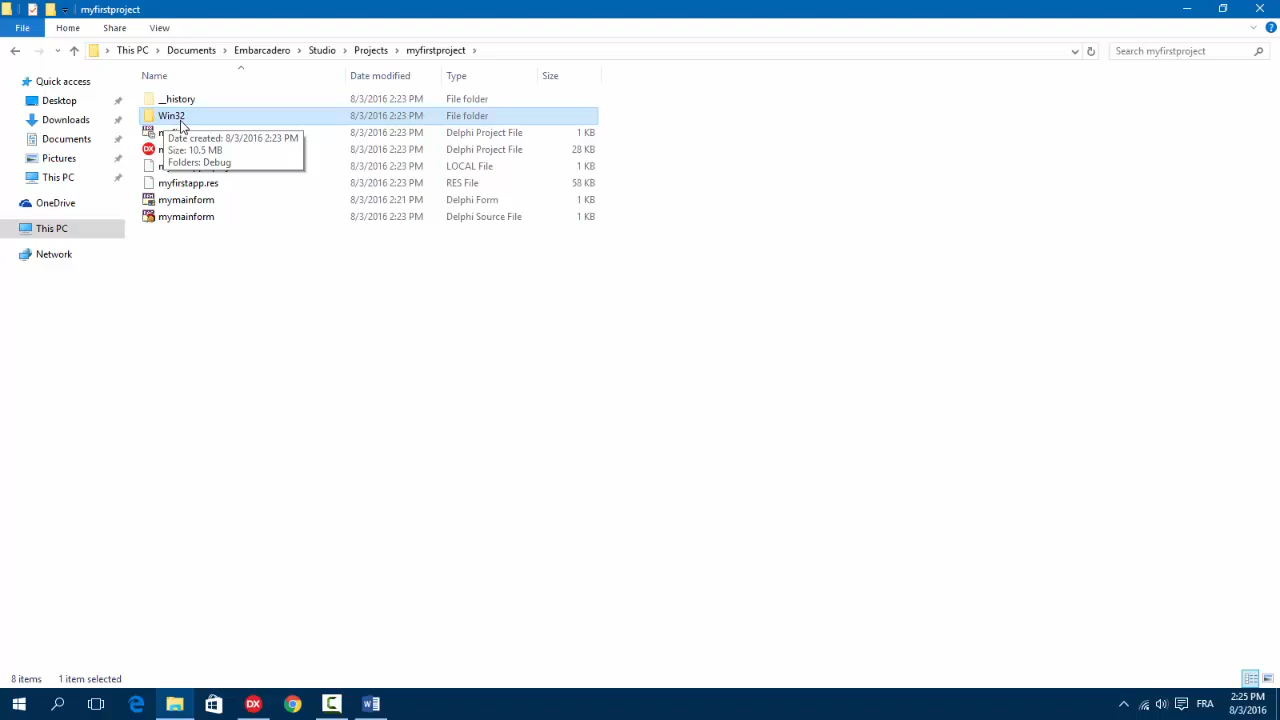 myfirstproject
File Home Share View
This PC Documents Embarcadero Studio Projects myfirstproject Search myfirstproject
Name Date modified Type Size
Quick access
Desktop
Downloads
Documents
Pictures
This PC
OneDrive
This PC
Network
__history 8/3/2016 2:23 PM File folder
Win32 8/3/2016 2:23 PM File folder
8/3/2016 2:23 PM Delphi Project File 1 KB
8/3/2016 2:23 PM Delphi Project File 28 KB
8/3/2016 2:23 PM LOCAL File 1 KB
myfirstapp.res 8/3/2016 2:23 PM RES File 58 KB
mymainform 8/3/2016 2:21 PM Delphi Form 1 KB
mymainform 8/3/2016 2:23 PM Delphi Source File 1 KB
Date created: 8/3/2016 2:23 PM
Size: 10.5 MB
Folders: Debug
8 items 1 item selected
DX
FRA
2:25 PM
8/3/2016